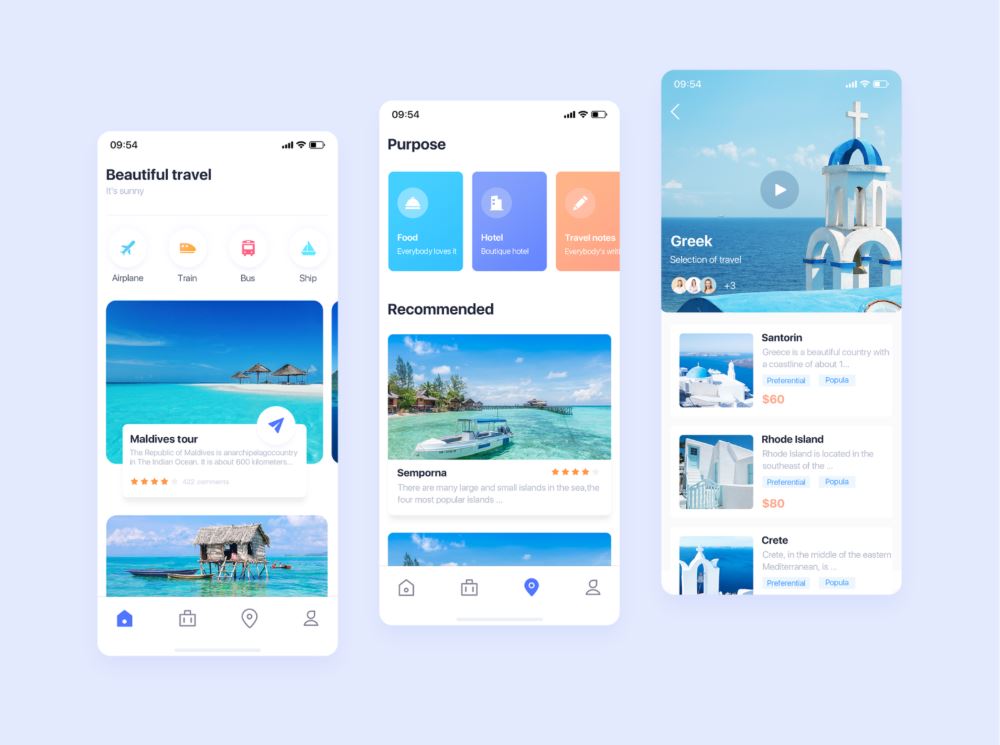 09:54
Beautiful travel
It's sunny
Airplane
Train
Bus
Ship
Maldives tour
The Republic of Maldives is anarchipelagocountry
in The Indian Ocean. It is about 600 kilometers...
422 comments
09:54
Purpose
Food
Everybody loves it
Hotel
Boutique hotel
Travel notes
Everybody's writ
Recommended
Semporna
There are many large and small islands in the sea,the
four most popular islands ...
09:54
Greek
Selection of travel
+3
Santorin
Greece is a beautiful country with
a coastline of about 1...
Preferential
Popula
$60
Rhode Island
Rhode Island is located in the
southeast of the ...
Preferential
Popula
$80
Crete
Crete, in the middle of the eastern
Mediterranean, is ...
Preferential
Popula